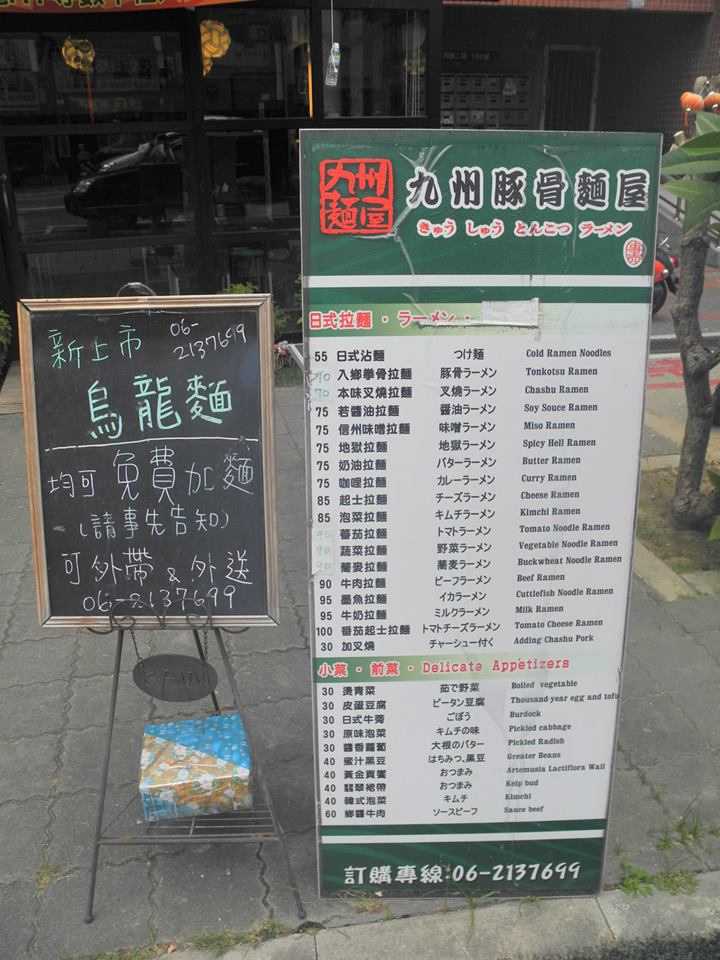 新上市 06-2137699
烏龍麵
均可 免費加麵
(請事先告知)
可外帶&外送
06-2137699
KAWI
九州麵屋
九州豚骨麵屋
きゅう しゅう とんこつ ラーメン
日式拉麵・ラーメン・
55 日式沾麵 つけ麺 Cold Ramen Noodles
70 入鄉拳骨拉麵 豚骨ラーメン Tonkotsu Ramen
70 本味叉燒拉麵 叉燒ラーメン Chashu Ramen
75 若醬油拉麵 醬油ラーメン Soy Souce Ramen
75 信州味噌拉麵 味噌ラーメン Miso Ramen
75 地獄拉麵 地獄ラーメン Spicy Hell Ramen
75 奶油拉麵 バターラーメン Butter Ramen
75 咖哩拉麵 カレーラーメン Curry Ramen
85 起士拉麵 チーズラーメン Cheese Ramen
85 泡菜拉麵 キムチラーメン Kimchi Ramen
90 蕃茄拉麵 トマトラーメン Tomato Noodle Ramen
90 蔬菜拉麵 野菜ラーメン Vegetable Noodle Ramen
90 蕎麥拉麵 蕎麦ラーメン Buckwheat Noodle Ramen
90 牛肉拉麵 ビーフラーメン Beef Ramen
95 墨魚拉麵 イカラーメン Cuttlefish Noodle Ramen
95 牛奶拉麵 ミルクラーメン Milk Ramen
100 番茄起士拉麵 トマトチーズラーメン Tomato Cheese Ramen
30 加叉燒 チャーシュー付く Adding Chashu Pork
小菜・前菜・Delicate Appetizers
30 燙青菜 茹で野菜 Boiled vegetable
30 皮蛋豆腐 ピータン豆腐 Thousand-year egg and tofu
30 日式牛蒡 ごぼう Burdock
30 原味泡菜 キムチの味 Pickled cabbage
30 醬香蘿蔔 大根のバター Pickled Radish
40 蜜汁黑豆 はちみつ、黒豆 Greater Beans
40 黃金貢蠻 おつまみ Artemusia Lactiflora Wall
40 翡翠裙帶 おつまみ Kelp bud
40 韓式泡菜 キムチ Kimchi
60 鄉醬牛肉 ソースビーフ Sauce beef
訂購專線:06-2137699